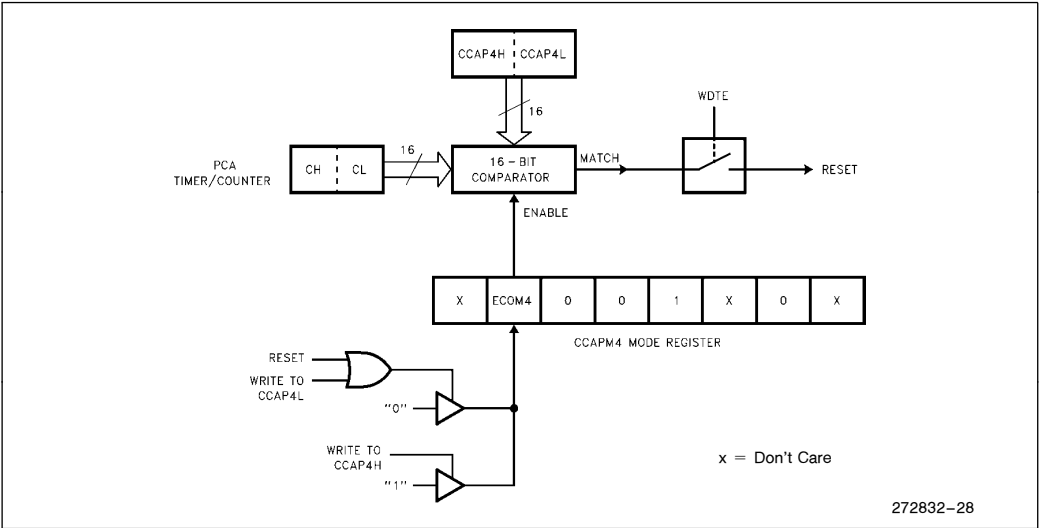 CCAP4H CCAP4L
16
WDTE
PCA
TIMER/COUNTER
CH CL
16
16 – BIT
COMPARATOR
MATCH
RESET
ENABLE
X ECOM4 0 0 1 X 0 X
CCAPM4 MODE REGISTER
RESET
WRITE TO
CCAP4L
"0"
WRITE TO
CCAP4H
"1"
x = Don't Care
272832–28